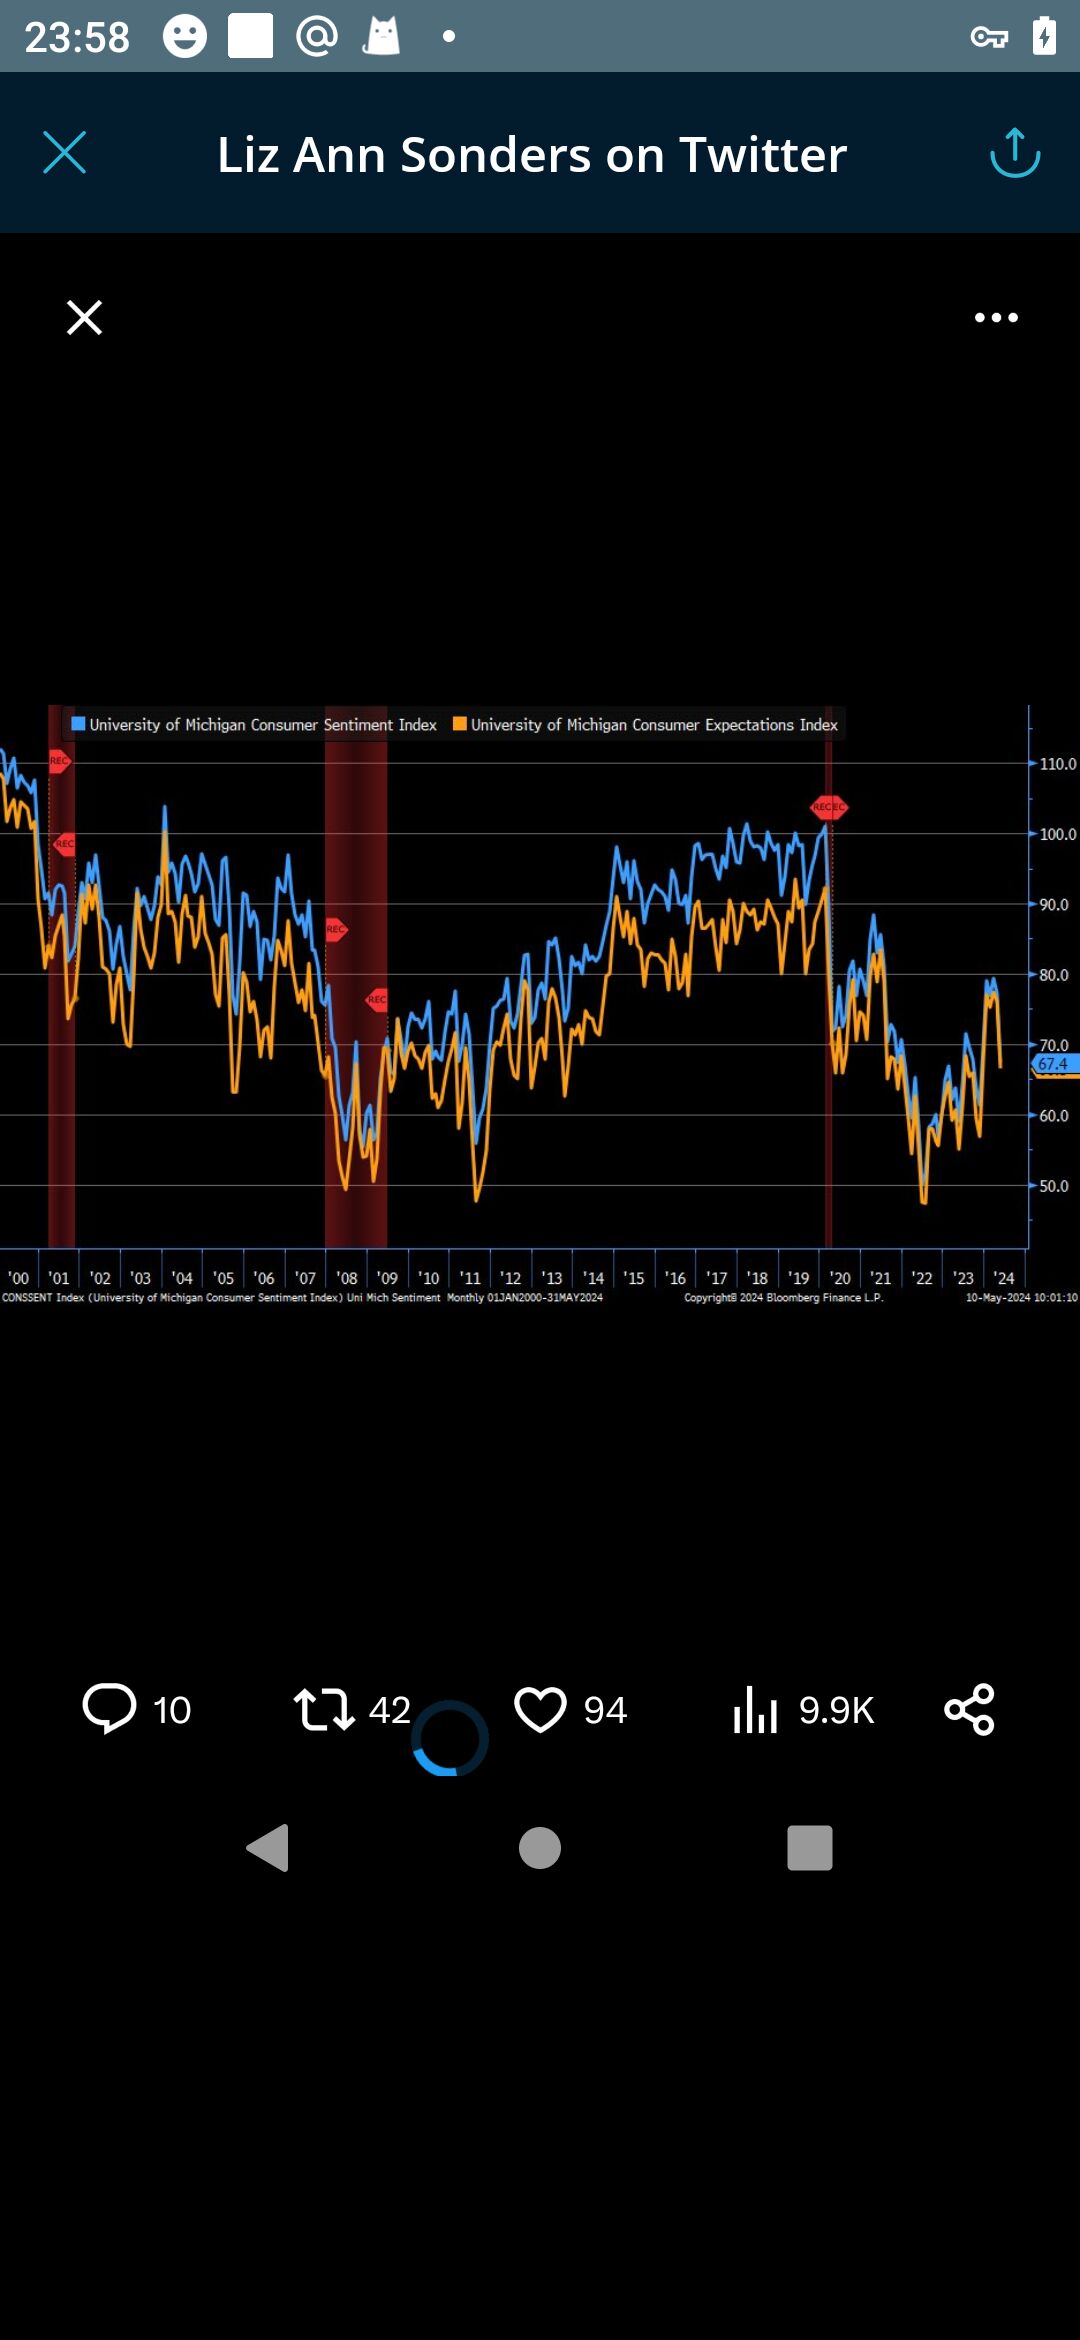 23:58
Liz Ann Sonders on Twitter
University of Michigan Consumer Sentiment Index University of Michigan Consumer Expectations Index
110.0
REC
REC REC
100.0
REC
REC
90.0
80.0
REC
70.0
67.4
60.0
50.0
'00 '01 '02 '03 '04 '05 '06 '07 '08 '09 '10 '11 '12 '13 '14 '15 '16 '17 '18 '19 '20 '21 '22 '23 '24
CONSSENT Index (University of Michigan Consumer Sentiment Index) Uni Mich Sentiment Monthly 01JAN2000-31MAY2024 Copyright© 2024 Bloomberg Finance L.P. 10-May-2024 10:01:10
10 42 94 9.9K